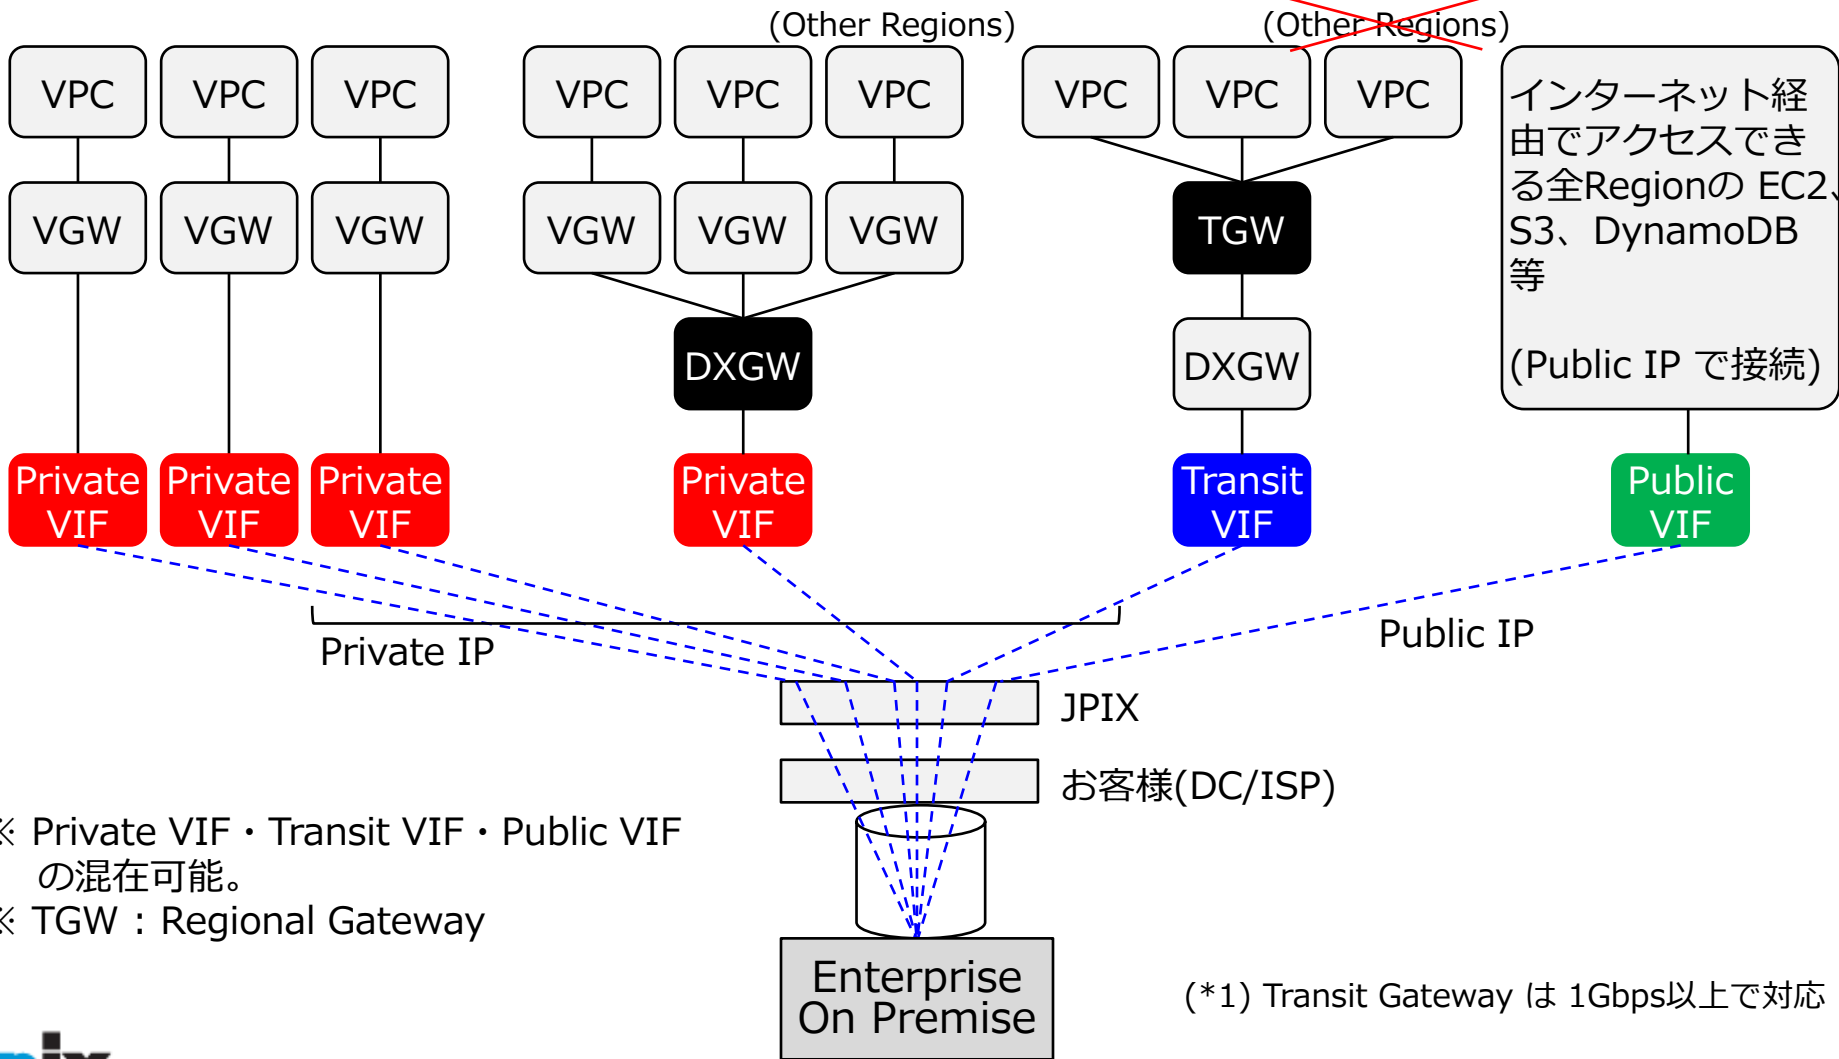 (Other Regions)
(Other Regions)
VPC
VPC
VPC
VPC
VPC
VPC
VPC
VPC
VPC
インターネット経
由でアクセスでき
る全Regionの EC2、
S3、DynamoDB
等
(Public IP で接続)
VGW
VGW
VGW
VGW
VGW
VGW
TGW
DXGW
DXGW
Private
VIF
Private
VIF
Private
VIF
Private
VIF
Transit
VIF
Public
VIF
Private IP
Public IP
JPIX
お客様(DC/ISP)
※ Private VIF・Transit VIF・Public VIF
の混在可能。
※ TGW : Regional Gateway
Enterprise
On Premise
(*1) Transit Gateway は 1Gbps以上で対応